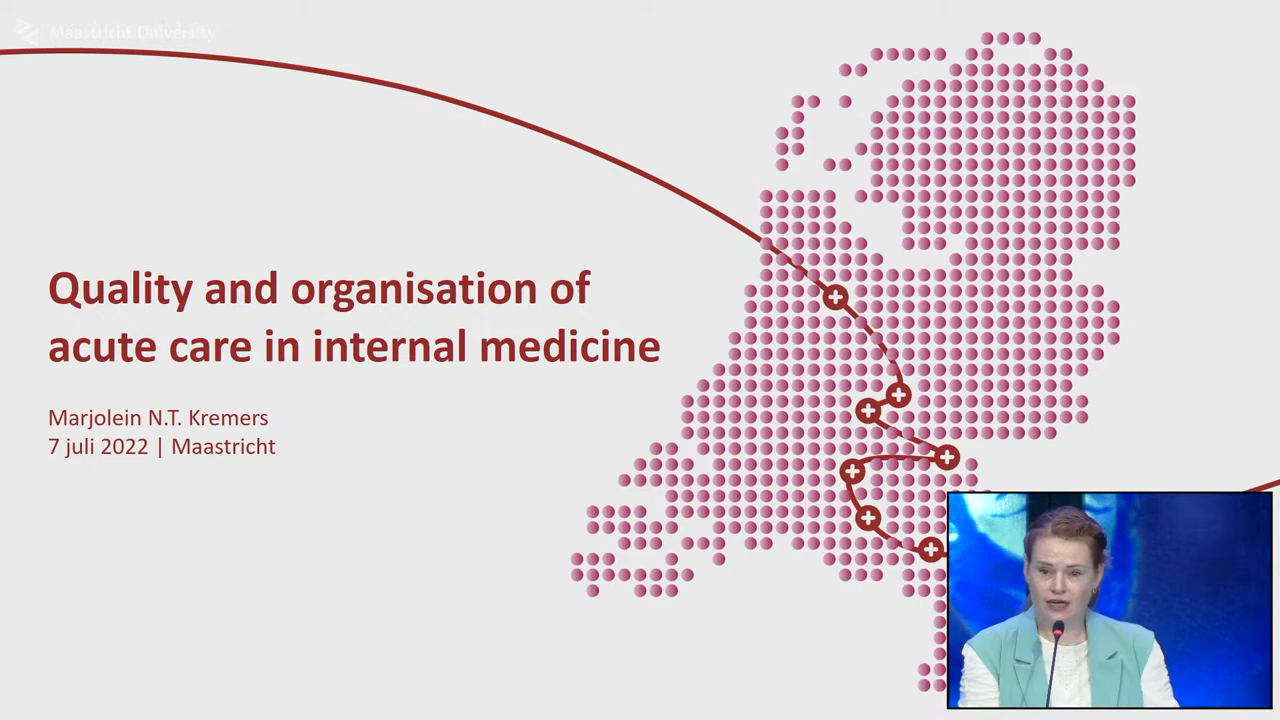 Maastricht University
Quality and organisation of
acute care in internal medicine
Marjolein N.T. Kremers
7 juli 2022 | Maastricht